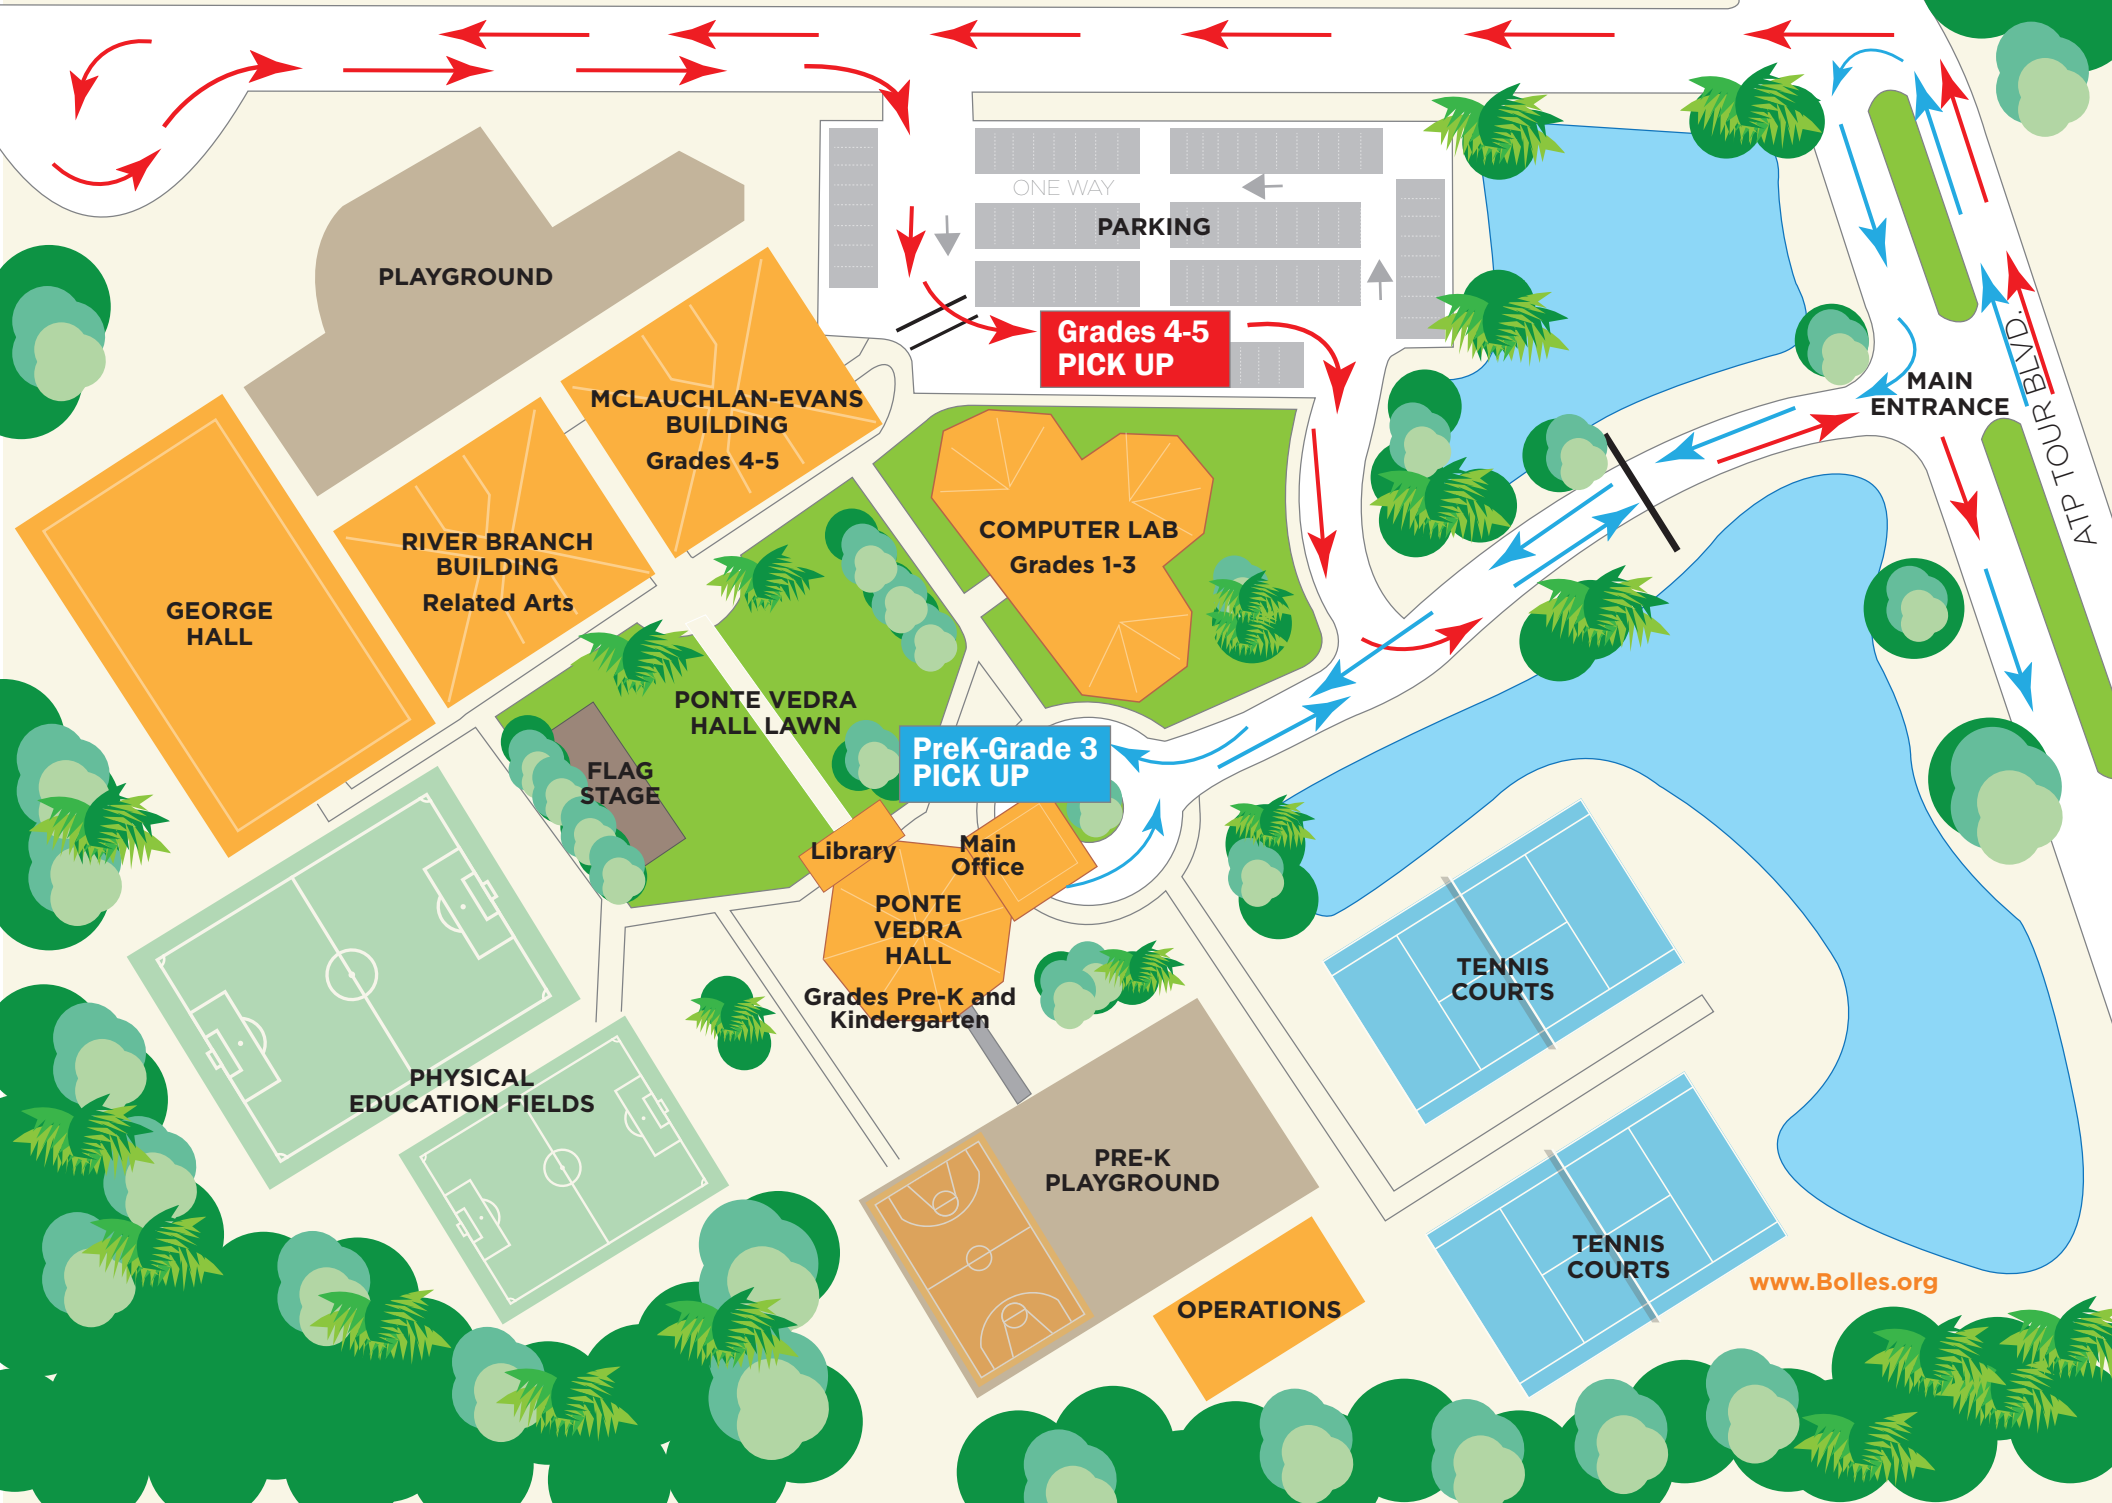 ONE WAY
PARKING
PLAYGROUND
Grades 4-5
PICK UP
MAIN
ENTRANCE
ATP TOUR BLVD.
MCLAUCHLAN-EVANS
BUILDING
Grades 4-5
RIVER BRANCH
BUILDING
Related Arts
COMPUTER LAB
Grades 1-3
GEORGE
HALL
PONTE VEDRA
HALL LAWN
PreK-Grade 3
PICK UP
FLAG
STAGE
Library
Main
Office
PONTE
VEDRA
HALL
Grades Pre-K and
Kindergarten
TENNIS
COURTS
PHYSICAL
EDUCATION FIELDS
PRE-K
PLAYGROUND
TENNIS
COURTS
OPERATIONS
www.Bolles.org